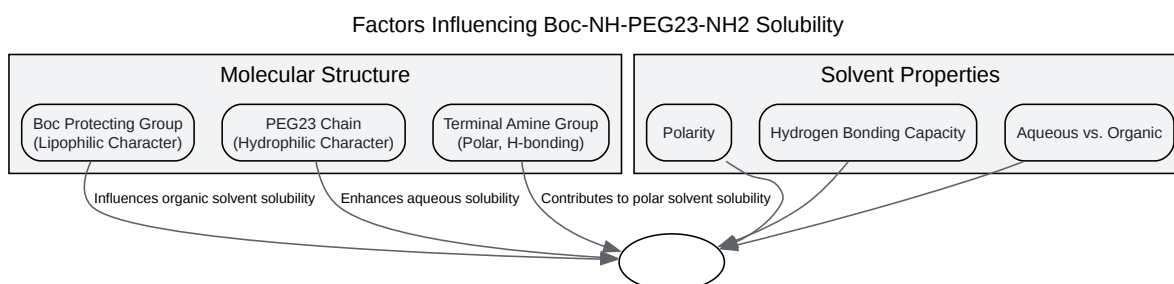 Factors Influencing Boc-NH-PEG23-NH2 Solubility
Molecular Structure
Solvent Properties
Boc Protecting Group
(Lipophilic Character)
PEG23 Chain
(Hydrophilic Character)
Terminal Amine Group
(Polar, H-bonding)
Polarity
Hydrogen Bonding Capacity
Aqueous vs. Organic
Influences organic solvent solubility
Enhances aqueous solubility
Contributes to polar solvent solubility